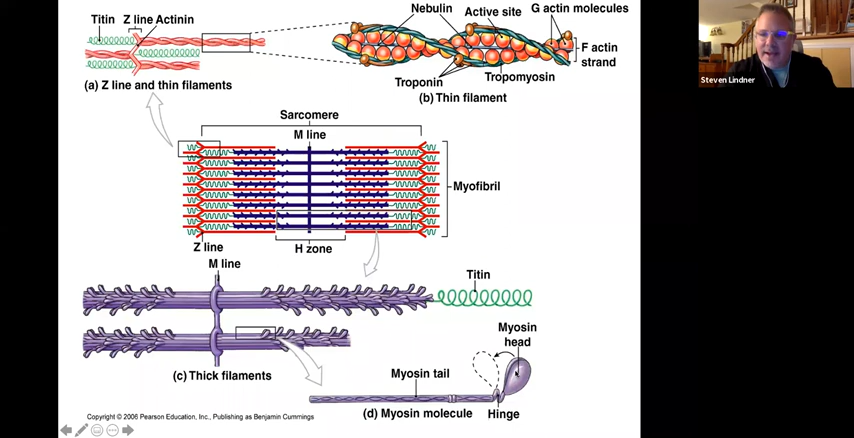 Titin
Z line
Actinin
(a) Z line and thin filaments
Nebulin
Active site
G actin molecules
F actin
strand
Troponin
Tropomyosin
(b) Thin filament
Steven Lindner
Sarcomere
M line
Myofibril
Z line
H zone
M line
Titin
Myosin
head
(c) Thick filaments
Myosin tail
(d) Myosin molecule
Hinge
Copyright © 2006 Pearson Education, Inc., Publishing as Benjamin Cummings